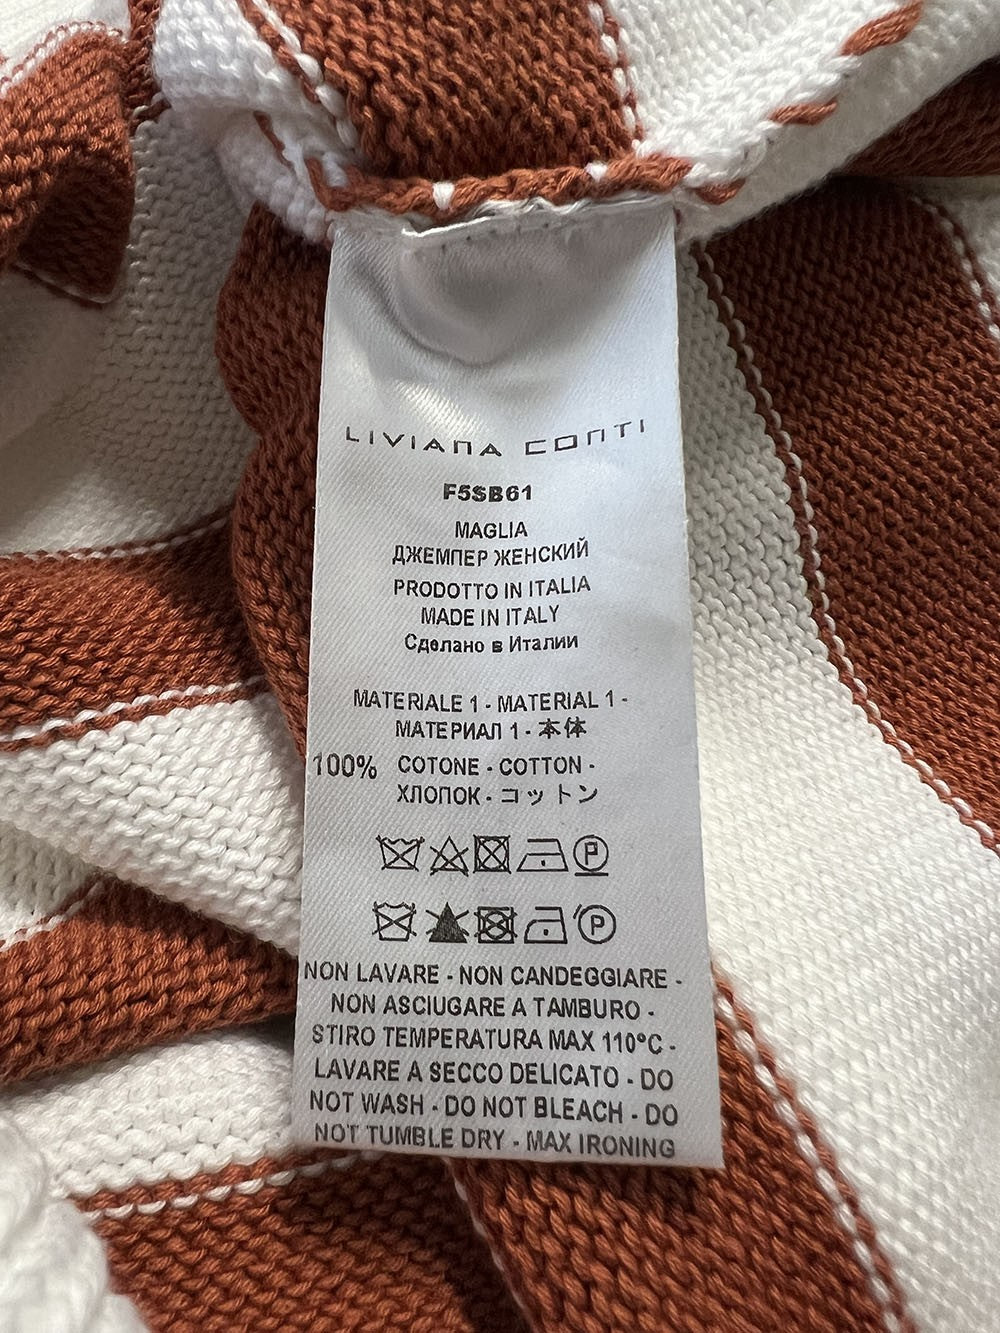 LIVIANA CONTI
F5SB61
MAGLIA
ДЖЕМПЕР ЖЕНСКИЙ
PRODOTTO IN ITALIA
MADE IN ITALY
Сделано в Италии
MATERIALE 1 - MATERIAL 1 -
МАТЕРИАЛ 1 - 本体
100% COTONE - COTTON -
ХЛОПОК - コットン
P
P
NON LAVARE - NON CANDEGGIARE -
NON ASCIUGARE A TAMBURO -
STIRO TEMPERATURA MAX 110°C -
LAVARE A SECCO DELICATO - DO
NOT WASH - DO NOT BLEACH - DO
NOT TUMBLE DRY - MAX IRONING